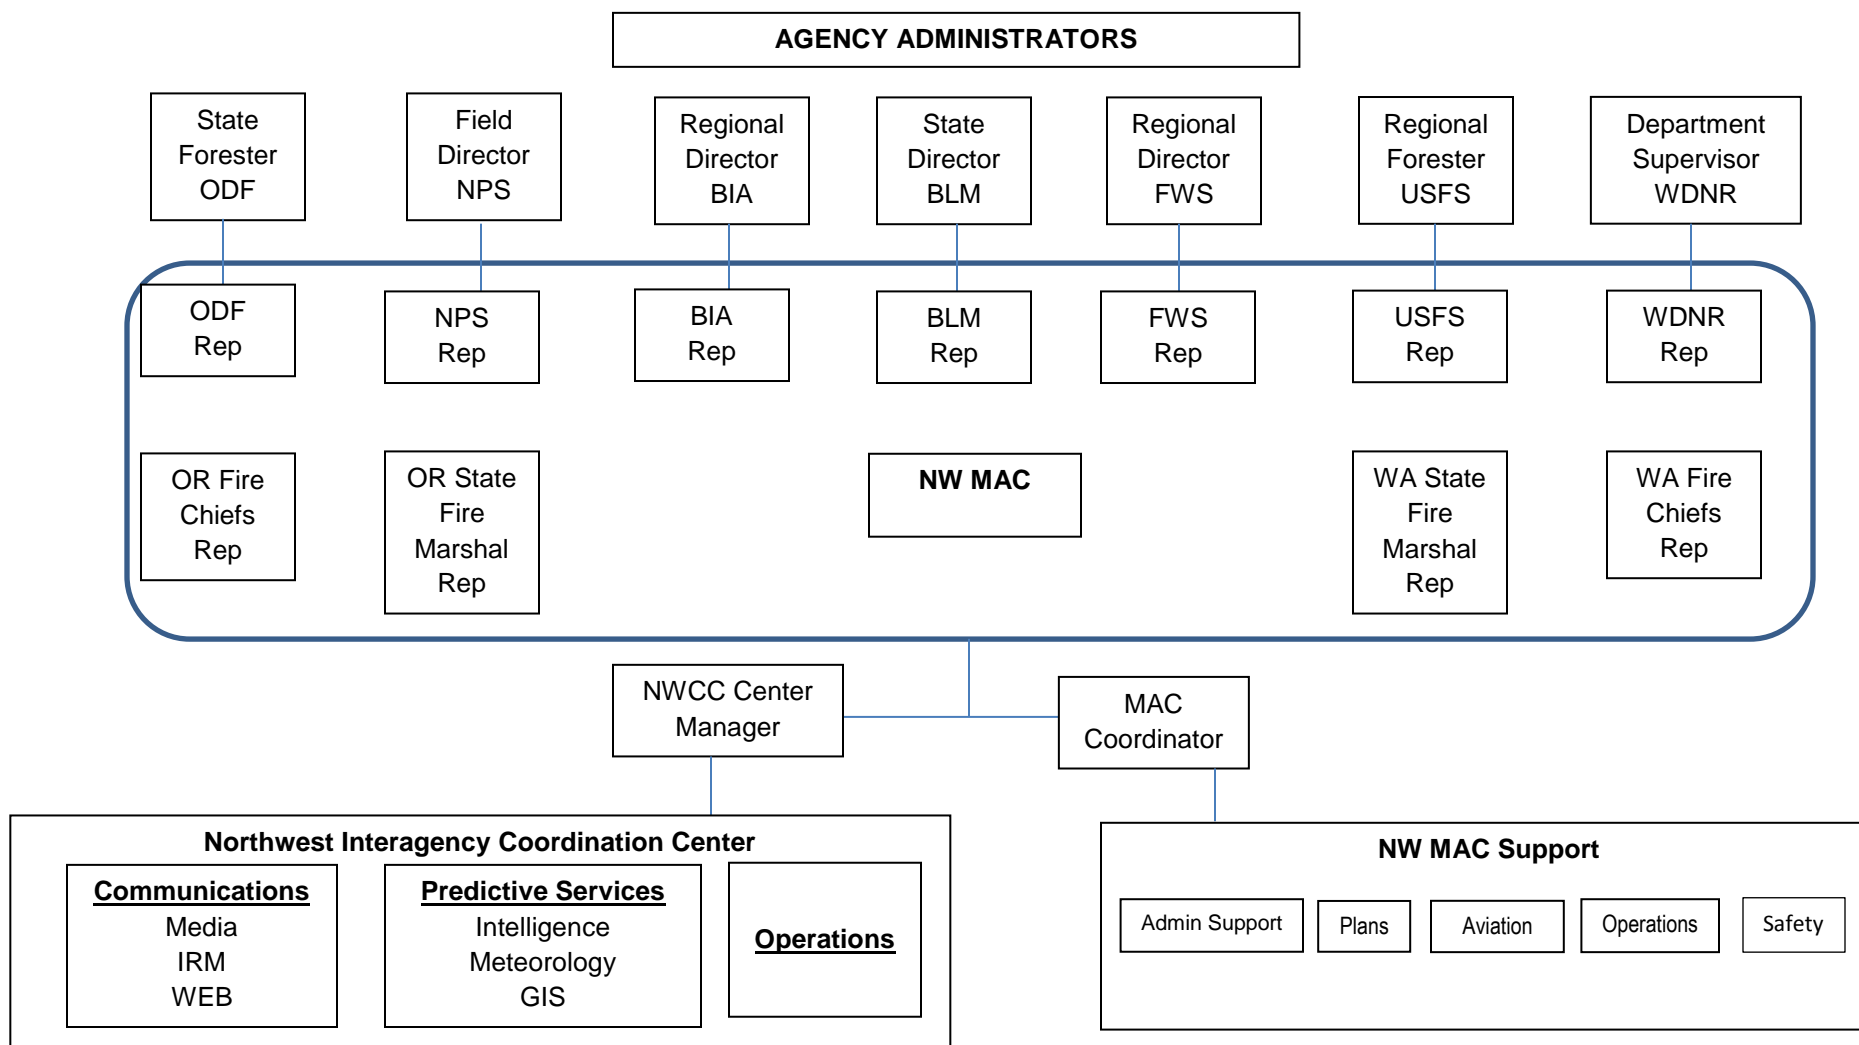 AGENCY ADMINISTRATORS
State
Forester
ODF
Field
Director
NPS
Regional
Director
BIA
State
Director
BLM
Regional
Director
FWS
Regional
Forester
USFS
Department
Supervisor
WDNR
ODF
Rep
NPS
Rep
BIA
Rep
BLM
Rep
FWS
Rep
USFS
Rep
WDNR
Rep
OR Fire
Chiefs
Rep
OR State
Fire
Marshal
Rep
NW MAC
WA State
Fire
Marshal
Rep
WA Fire
Chiefs
Rep
NWCC Center
Manager
MAC
Coordinator
Northwest Interagency Coordination Center
Communications
Media
IRM
WEB
Predictive Services
Intelligence
Meteorology
GIS
Operations
NW MAC Support
Admin Support
Plans
Aviation
Operations
Safety